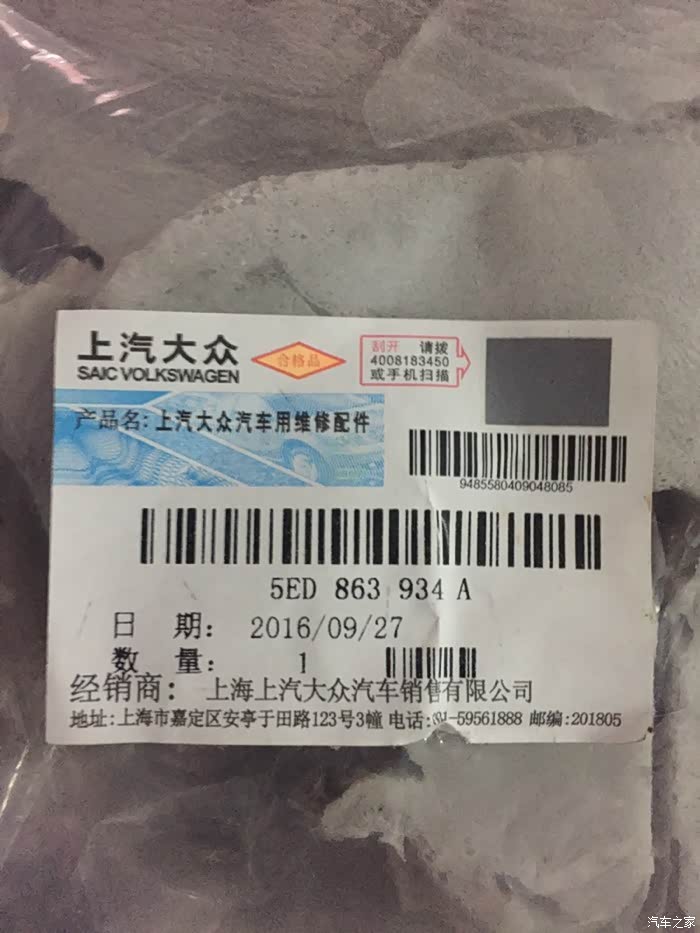 上汽大众
SAIC VOLKSWAGEN
合格品
刮开 请拨
4008183450
或手机扫描
产品名:上汽大众汽车用维修配件
9485580409048085
5ED 863 934 A
日 期: 2016/09/27
数 量: 1
经销商: 上海上汽大众汽车销售有限公司
地址:上海市嘉定区安亭于田路123号3幢 电话:021-59561888 邮编:201805
汽车之家